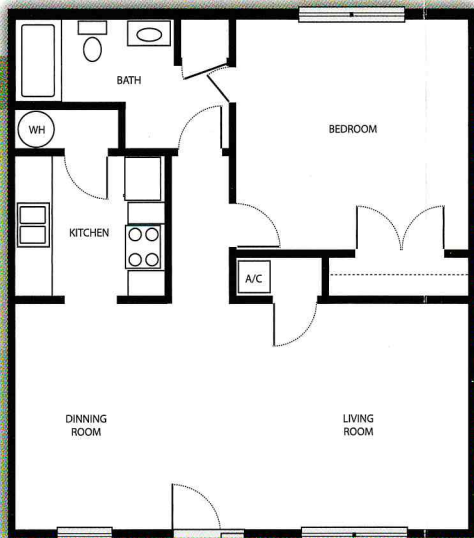 BATH
BEDROOM
WH
KITCHEN
A/C
DINNING
ROOM
LIVING
ROOM